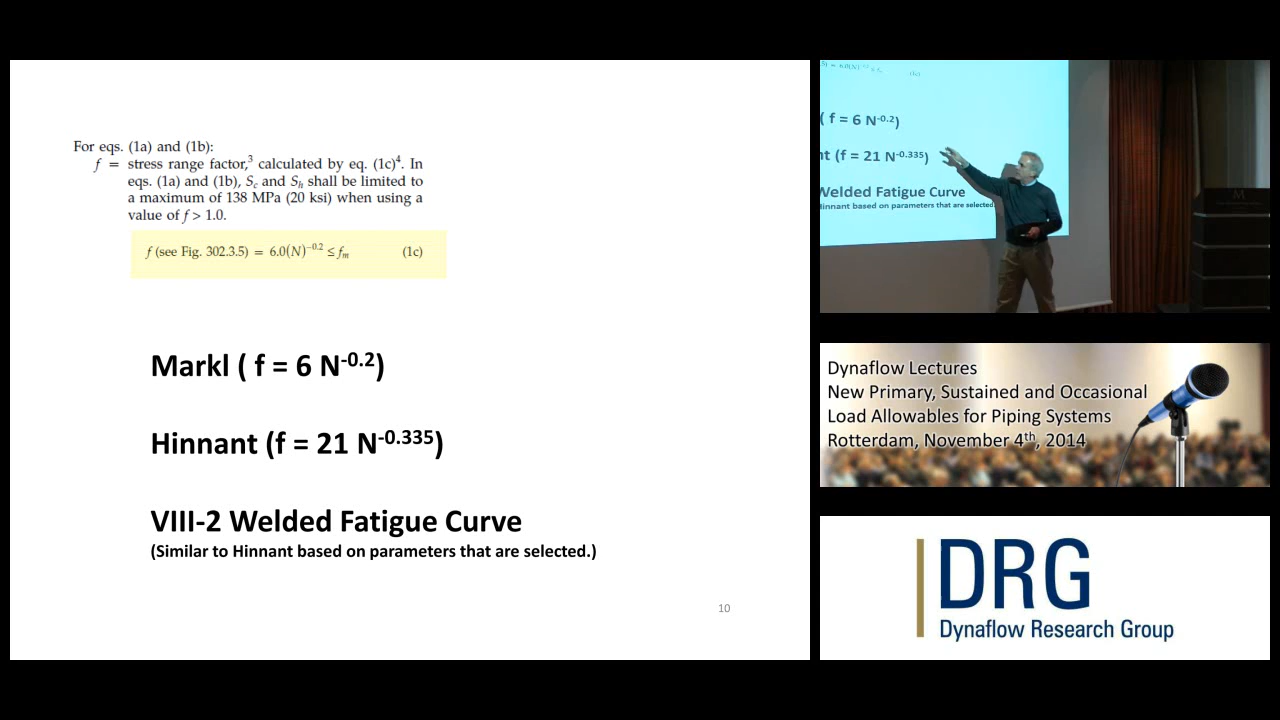 For eqs. (1a) and (1b):
f = stress range factor,³ calculated by eq. (1c)⁴. In
eqs. (1a) and (1b), Sc and Sh shall be limited to
a maximum of 138 MPa (20 ksi) when using a
value of f > 1.0.
f (see Fig. 302.3.5) = 6.0(N)^–0.2 ≤ fm (1c)
Markl ( f = 6 N^-0.2)
Hinnant (f = 21 N^-0.335)
VIII-2 Welded Fatigue Curve
(Similar to Hinnant based on parameters that are selected.)
10
( f = 6 N^-0.2)
nt (f = 21 N^-0.335)
Welded Fatigue Curve
Hinnant based on parameters that are selected.
Dynaflow Lectures
New Primary, Sustained and Occasional
Load Allowables for Piping Systems
Rotterdam, November 4th, 2014
DRG
Dynaflow Research Group